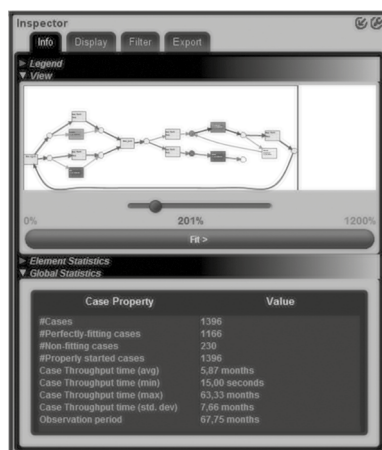 Inspector
Info Display Filter Export
Legend
View
0% 201% 1200%
Fit >
Element Statistics
Global Statistics
Case Property Value
#Cases 1396
#Perfectly-fitting cases 1166
#Non-fitting cases 230
#Properly started cases 1396
Case Throughput time (avg) 5,87 months
Case Throughput time (min) 15,00 seconds
Case Throughput time (max) 63,33 months
Case Throughput time (std. dev) 7,66 months
Observation period 67,75 months